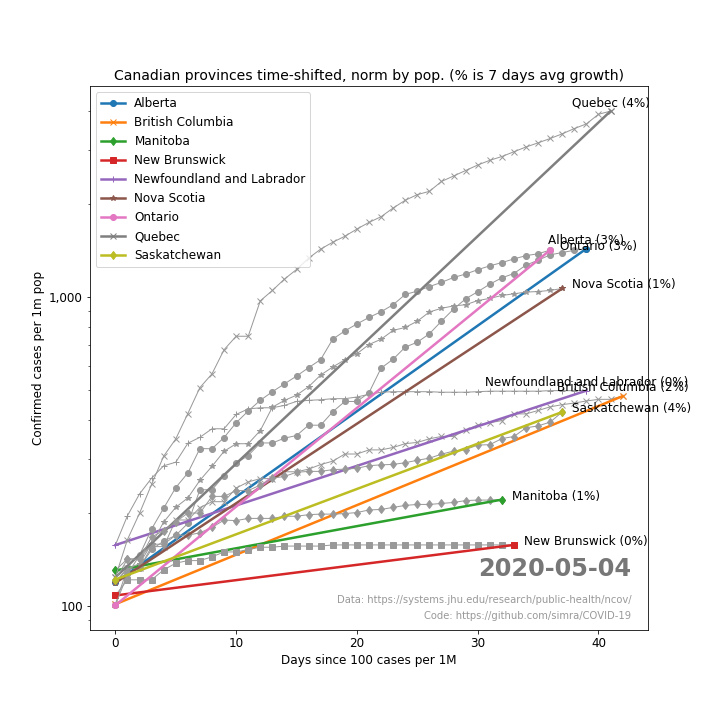 Canadian provinces time-shifted, norm by pop. (% is 7 days avg growth)
Alberta
British Columbia
Manitoba
New Brunswick
Newfoundland and Labrador
Nova Scotia
Ontario
Quebec
Saskatchewan
Quebec (4%)
Alberta (3%)
Ontario (3%)
Nova Scotia (1%)
Newfoundland and Labrador (0%)
British Columbia (2%)
Saskatchewan (4%)
Manitoba (1%)
New Brunswick (0%)
2020-05-04
Data: https://systems.jhu.edu/research/public-health/ncov/
Code: https://github.com/simra/COVID-19
Confirmed cases per 1m pop
1,000
100
0 10 20 30 40
Days since 100 cases per 1M